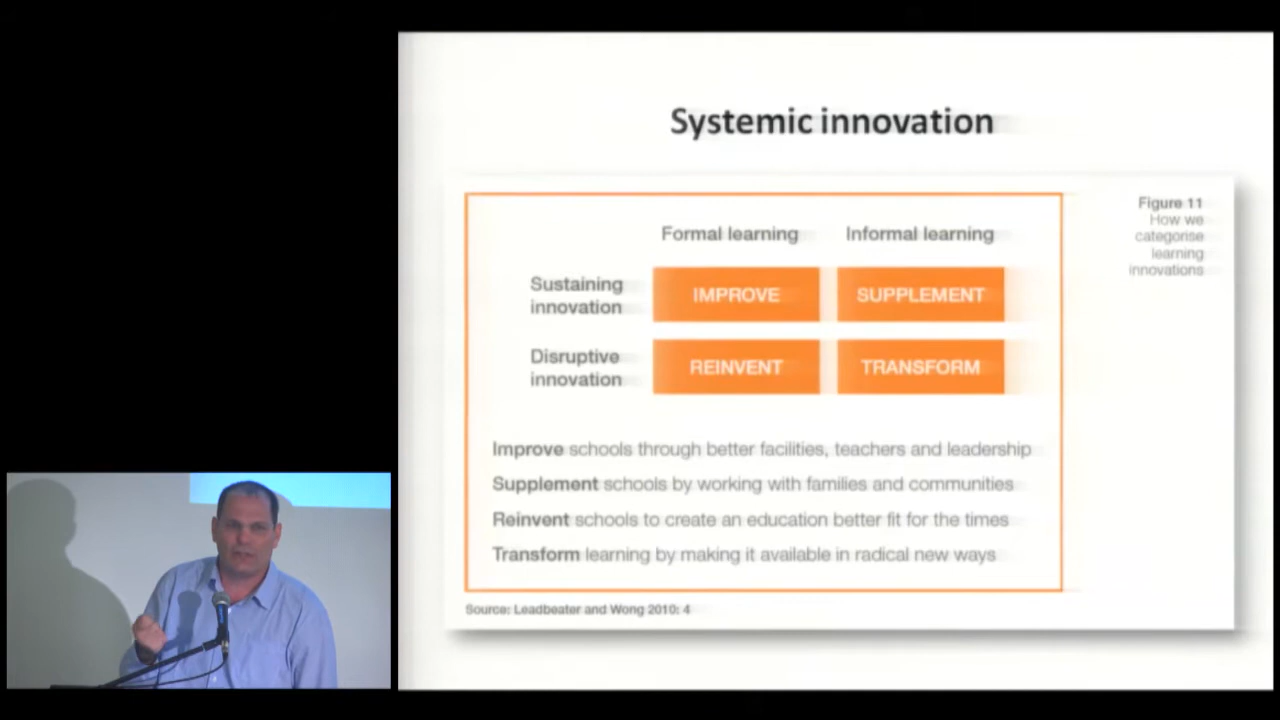 Systemic innovation
Figure 11
How we
categorise
learning
innovations
Formal learning
Informal learning
Sustaining
innovation
IMPROVE
SUPPLEMENT
Disruptive
innovation
REINVENT
TRANSFORM
Improve schools through better facilities, teachers and leadership
Supplement schools by working with families and communities
Reinvent schools to create an education better fit for the times
Transform learning by making it available in radical new ways
Source: Leadbeater and Wong 2010: 4